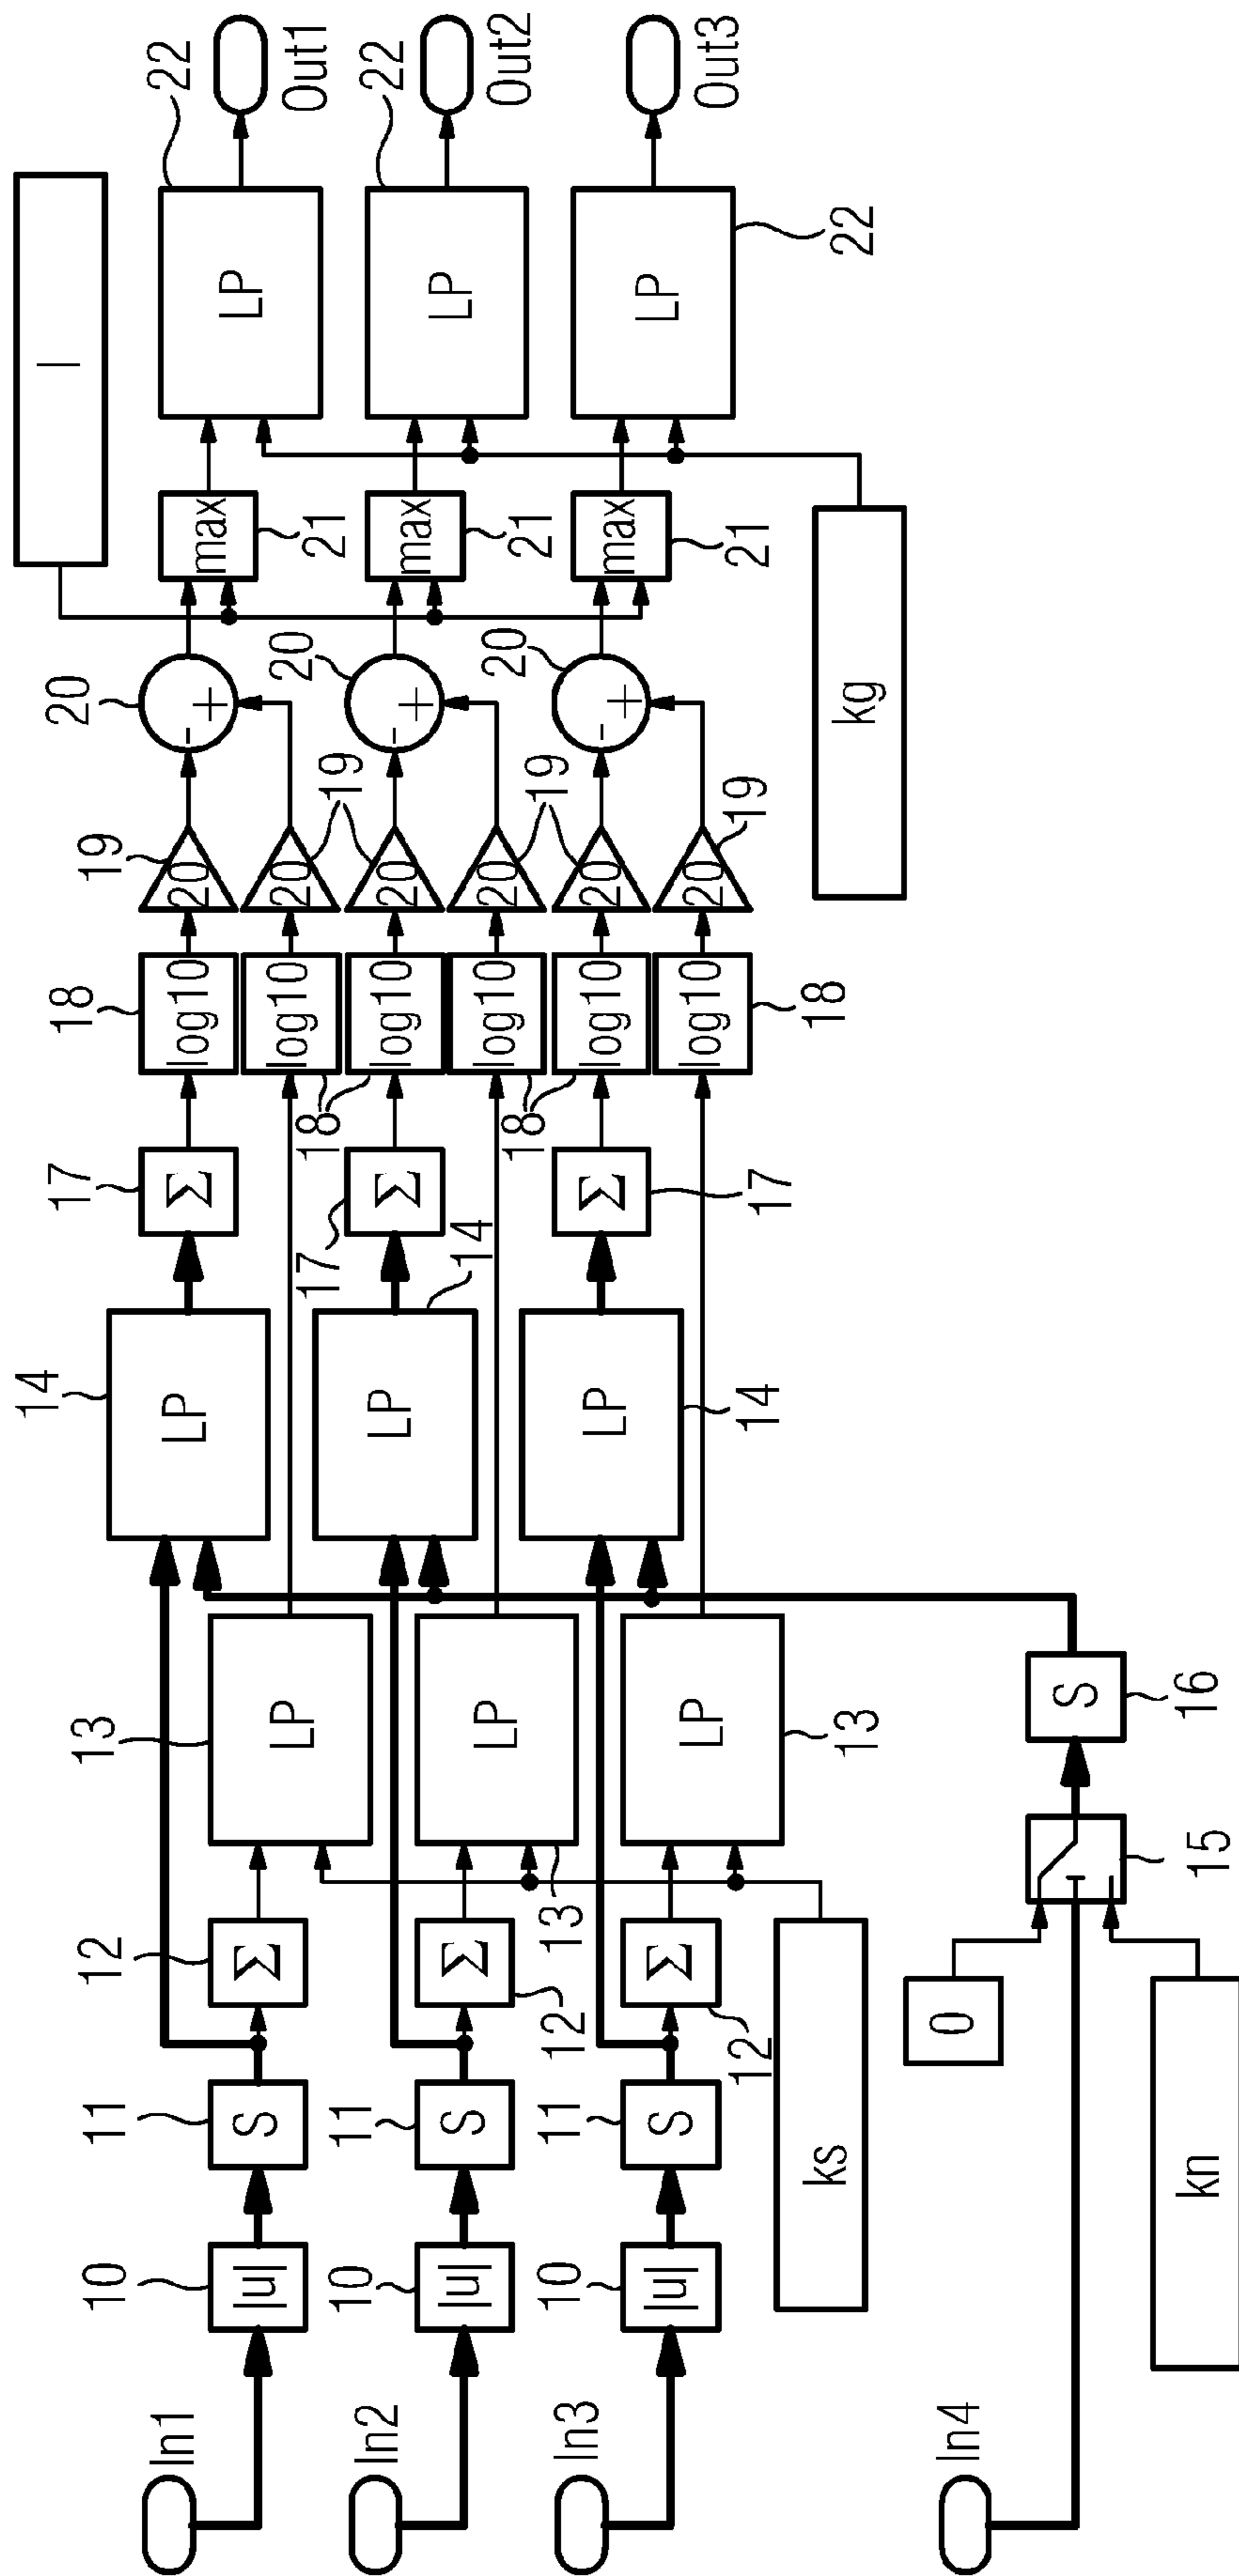 In1
10
|u|
11
S
12
Σ
13
LP
14
LP
17
Σ
18
log10
log10
19
20
20
20
-
+
21
max
22
LP
Out1
l
In2
10
|u|
11
S
12
Σ
13
LP
14
LP
17
Σ
18
log10
log10
19
20
20
20
-
+
21
max
22
LP
Out2
In3
10
|u|
11
S
12
Σ
13
LP
14
LP
17
Σ
18
18
log10
log10
19
19
20
20
20
-
+
21
max
22
LP
Out3
ks
kg
In4
0
kn
15
16
S